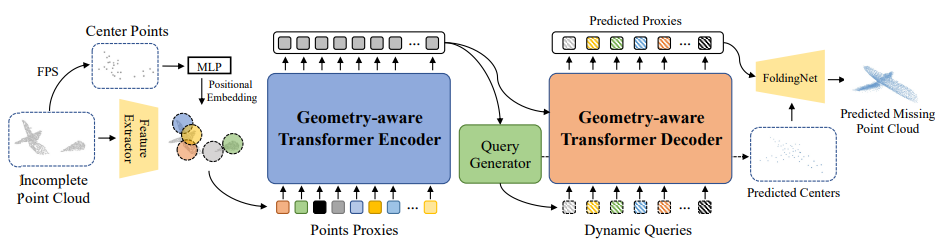 Center Points
FPS
MLP
Positional
Embedding
Feature
Extractor
Incomplete
Point Cloud
Geometry-aware
Transformer Encoder
...
Points Proxies
Query
Generator
Predicted Proxies
...
Geometry-aware
Transformer Decoder
...
Dynamic Queries
FoldingNet
Predicted Missing
Point Cloud
Predicted Centers